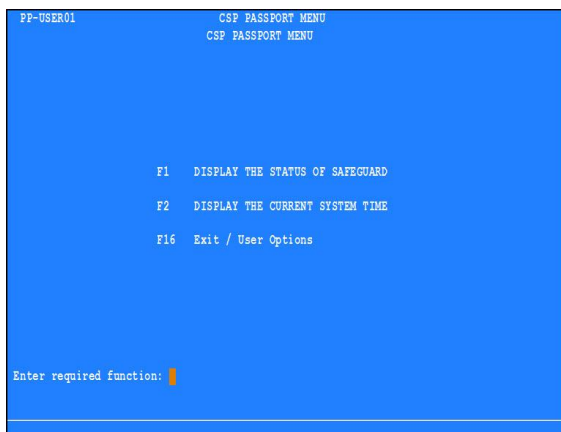 PP-USER01 CSP PASSPORT MENU
CSP PASSPORT MENU
F1 DISPLAY THE STATUS OF SAFEGUARD
F2 DISPLAY THE CURRENT SYSTEM TIME
F16 Exit / User Options
Enter required function: